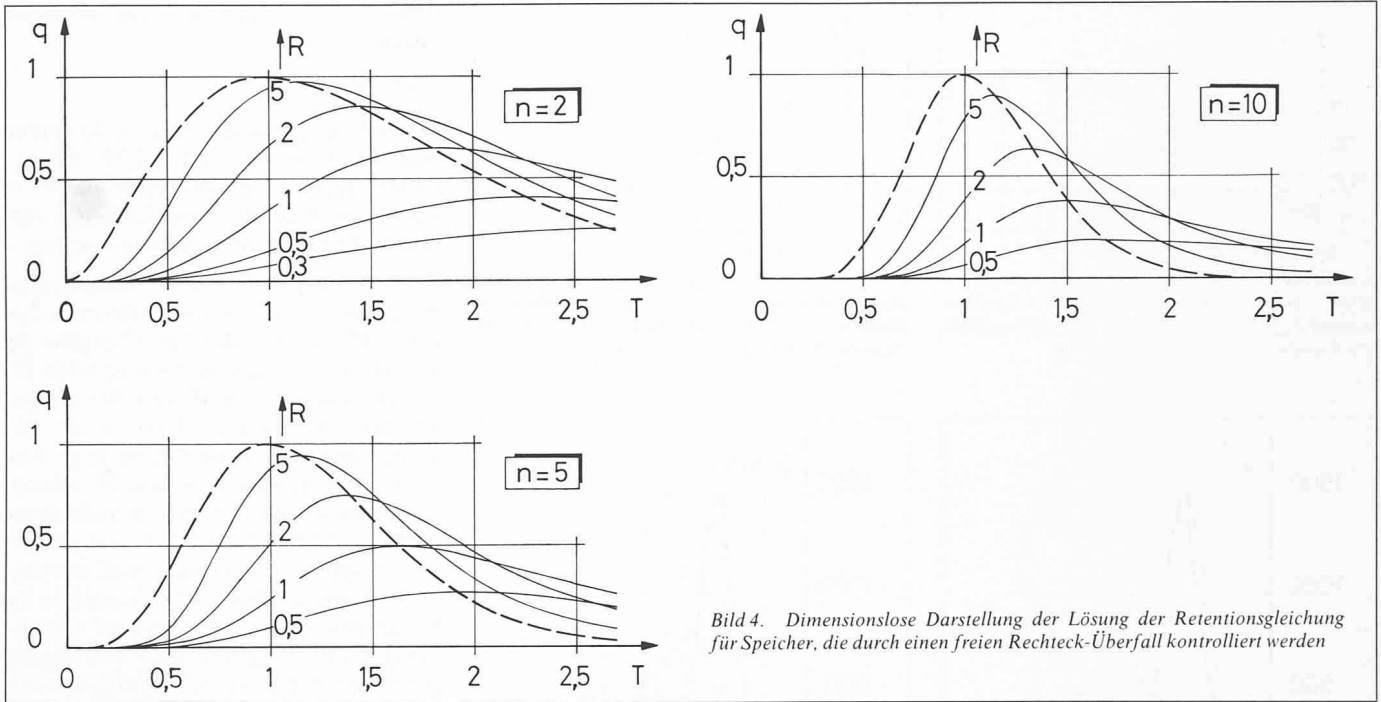 q
R
1
5
n=2
2
0,5
1
0,5
0,3
0
0 0,5 1 1,5 2 2,5 T
q
R
1
5
n=10
0,5
2
1
0,5
0
0 0,5 1 1,5 2 2,5 T
q
R
1
5
n=5
2
0,5
1
0,5
0
0 0,5 1 1,5 2 2,5 T
Bild 4. Dimensionslose Darstellung der Lösung der Retentionsgleichung
für Speicher, die durch einen freien Rechteck-Überfall kontrolliert werden